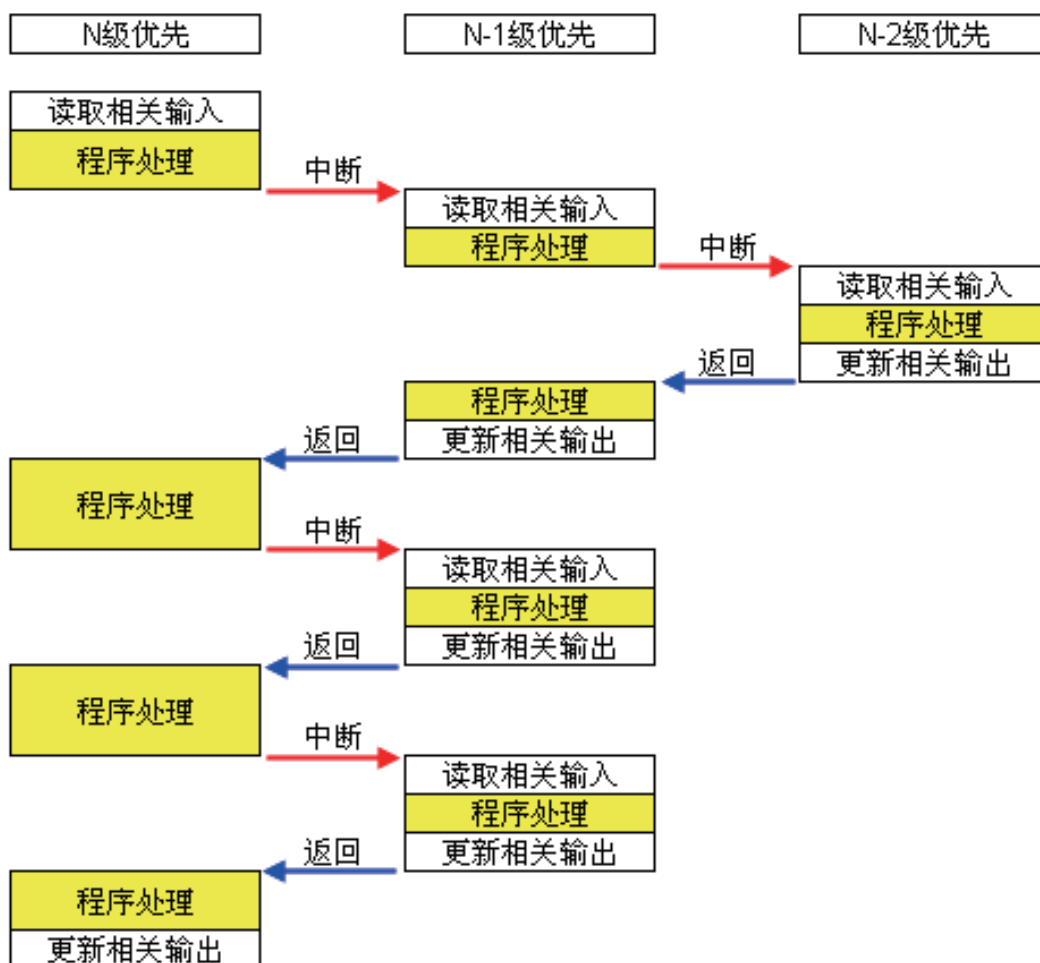 N级优先
N-1级优先
N-2级优先
读取相关输入
程序处理
中断
读取相关输入
程序处理
中断
读取相关输入
程序处理
更新相关输出
返回
程序处理
更新相关输出
返回
程序处理
中断
读取相关输入
程序处理
更新相关输出
返回
程序处理
中断
读取相关输入
程序处理
更新相关输出
返回
程序处理
更新相关输出